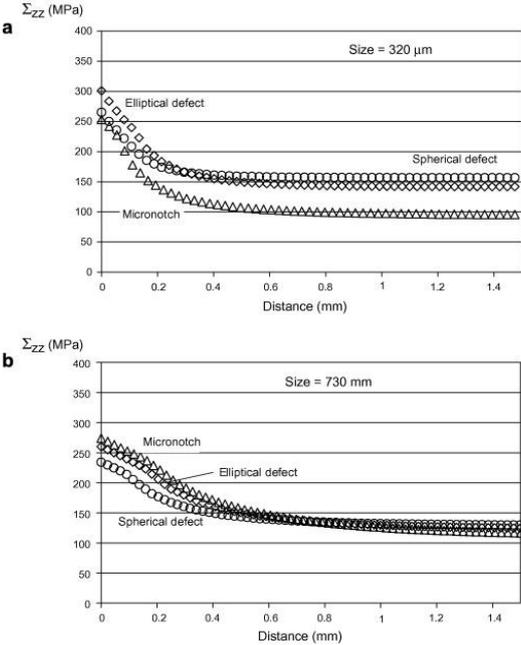 Σzz (MPa)
a
400
Size = 320 µm
350
300
Elliptical defect
250
200
Spherical defect
150
100
Micronotch
50
0
0 0.2 0.4 0.6 0.8 1 1.2 1.4
Distance (mm)
Σzz (MPa)
b
400
Size = 730 mm
350
300
Micronotch
250
Elliptical defect
200
150
Spherical defect
100
50
0
0 0.2 0.4 0.6 0.8 1 1.2 1.4
Distance (mm)